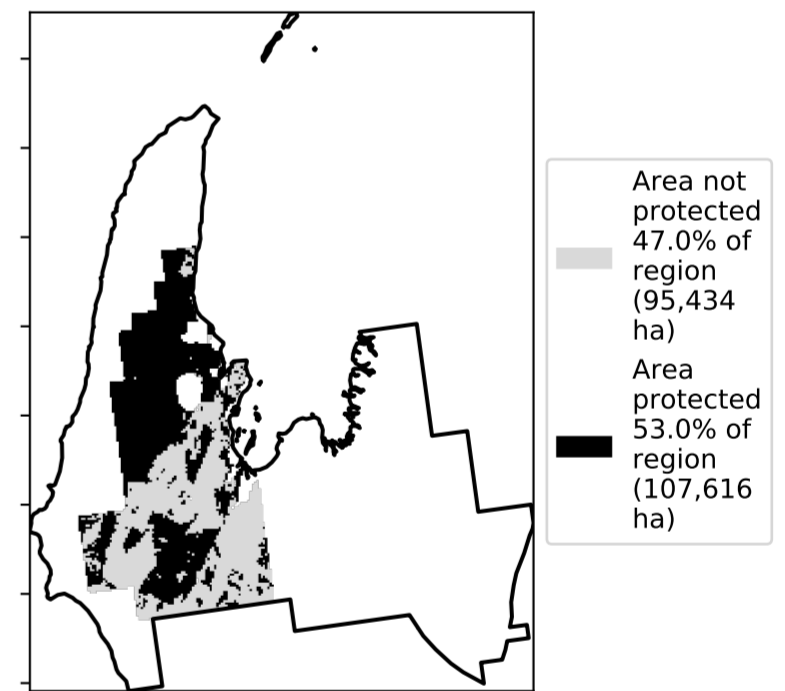 Area not
protected
47.0% of
region
(95,434
ha)
Area
protected
53.0% of
region
(107,616
ha)